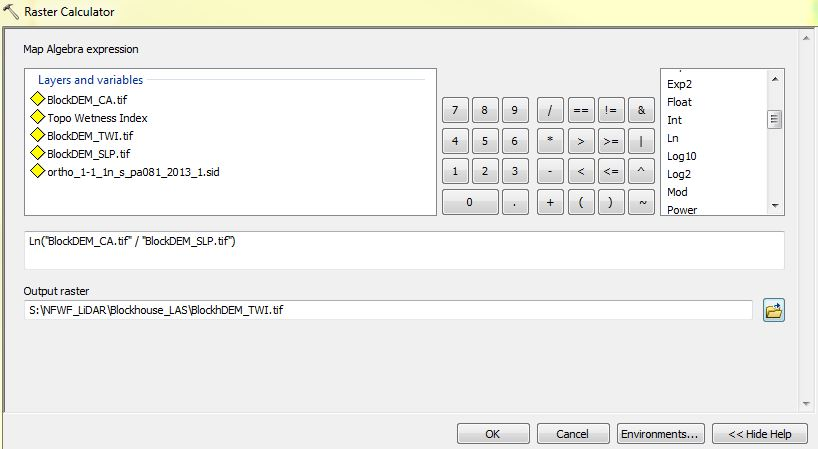 Raster Calculator
Map Algebra expression
Layers and variables
BlockDEM_CA.tif
Topo Wetness Index
BlockDEM_TWI.tif
BlockDEM_SLP.tif
ortho_1-1_1n_s_pa081_2013_1.sid
7 8 9 / == != &
4 5 6 * > >= |
1 2 3 - < <= ^
0 . + ( ) ~
Exp2
Float
Int
Ln
Log10
Log2
Mod
Power
Ln("BlockDEM_CA.tif" / "BlockDEM_SLP.tif")
Output raster
S:\NFWF_LiDAR\Blockhouse_LAS\BlockhDEM_TWI.tif
OK Cancel Environments... << Hide Help